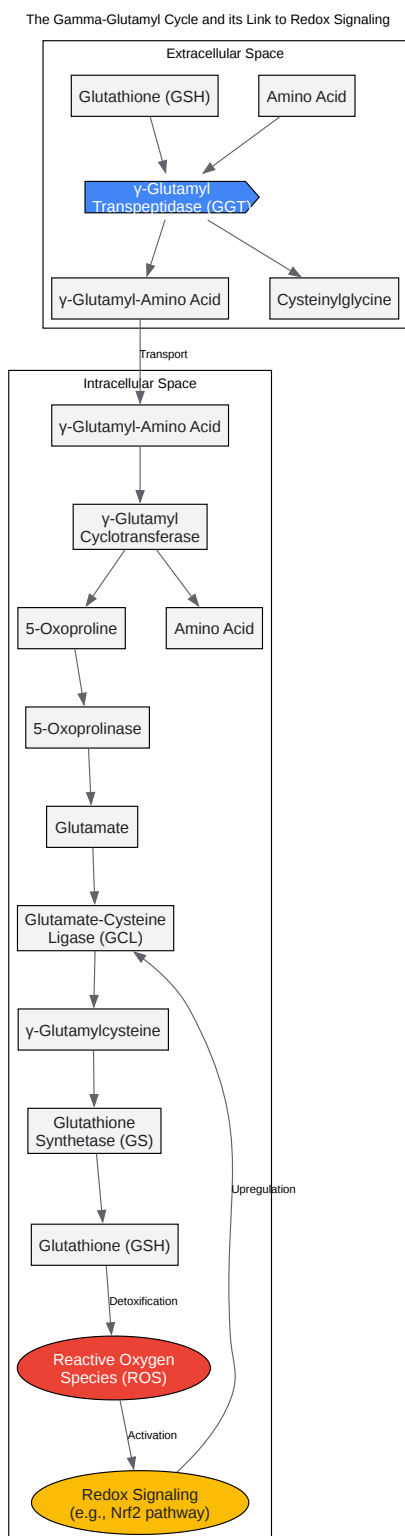 The Gamma-Glutamyl Cycle and its Link to Redox Signaling
Extracellular Space
Glutathione (GSH)
Amino Acid
γ-Glutamyl
Transpeptidase (GGT)
γ-Glutamyl-Amino Acid
Cysteinylglycine
Transport
Intracellular Space
γ-Glutamyl-Amino Acid
γ-Glutamyl
Cyclotransferase
5-Oxoproline
Amino Acid
5-Oxoprolinase
Glutamate
Glutamate-Cysteine
Ligase (GCL)
γ-Glutamylcysteine
Glutathione
Synthetase (GS)
Upregulation
Glutathione (GSH)
Detoxification
Reactive Oxygen
Species (ROS)
Activation
Redox Signaling
(e.g., Nrf2 pathway)